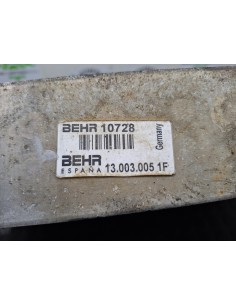 BEHR 10728
Germany
BEHR
ESPAÑA 13.003.005 1F